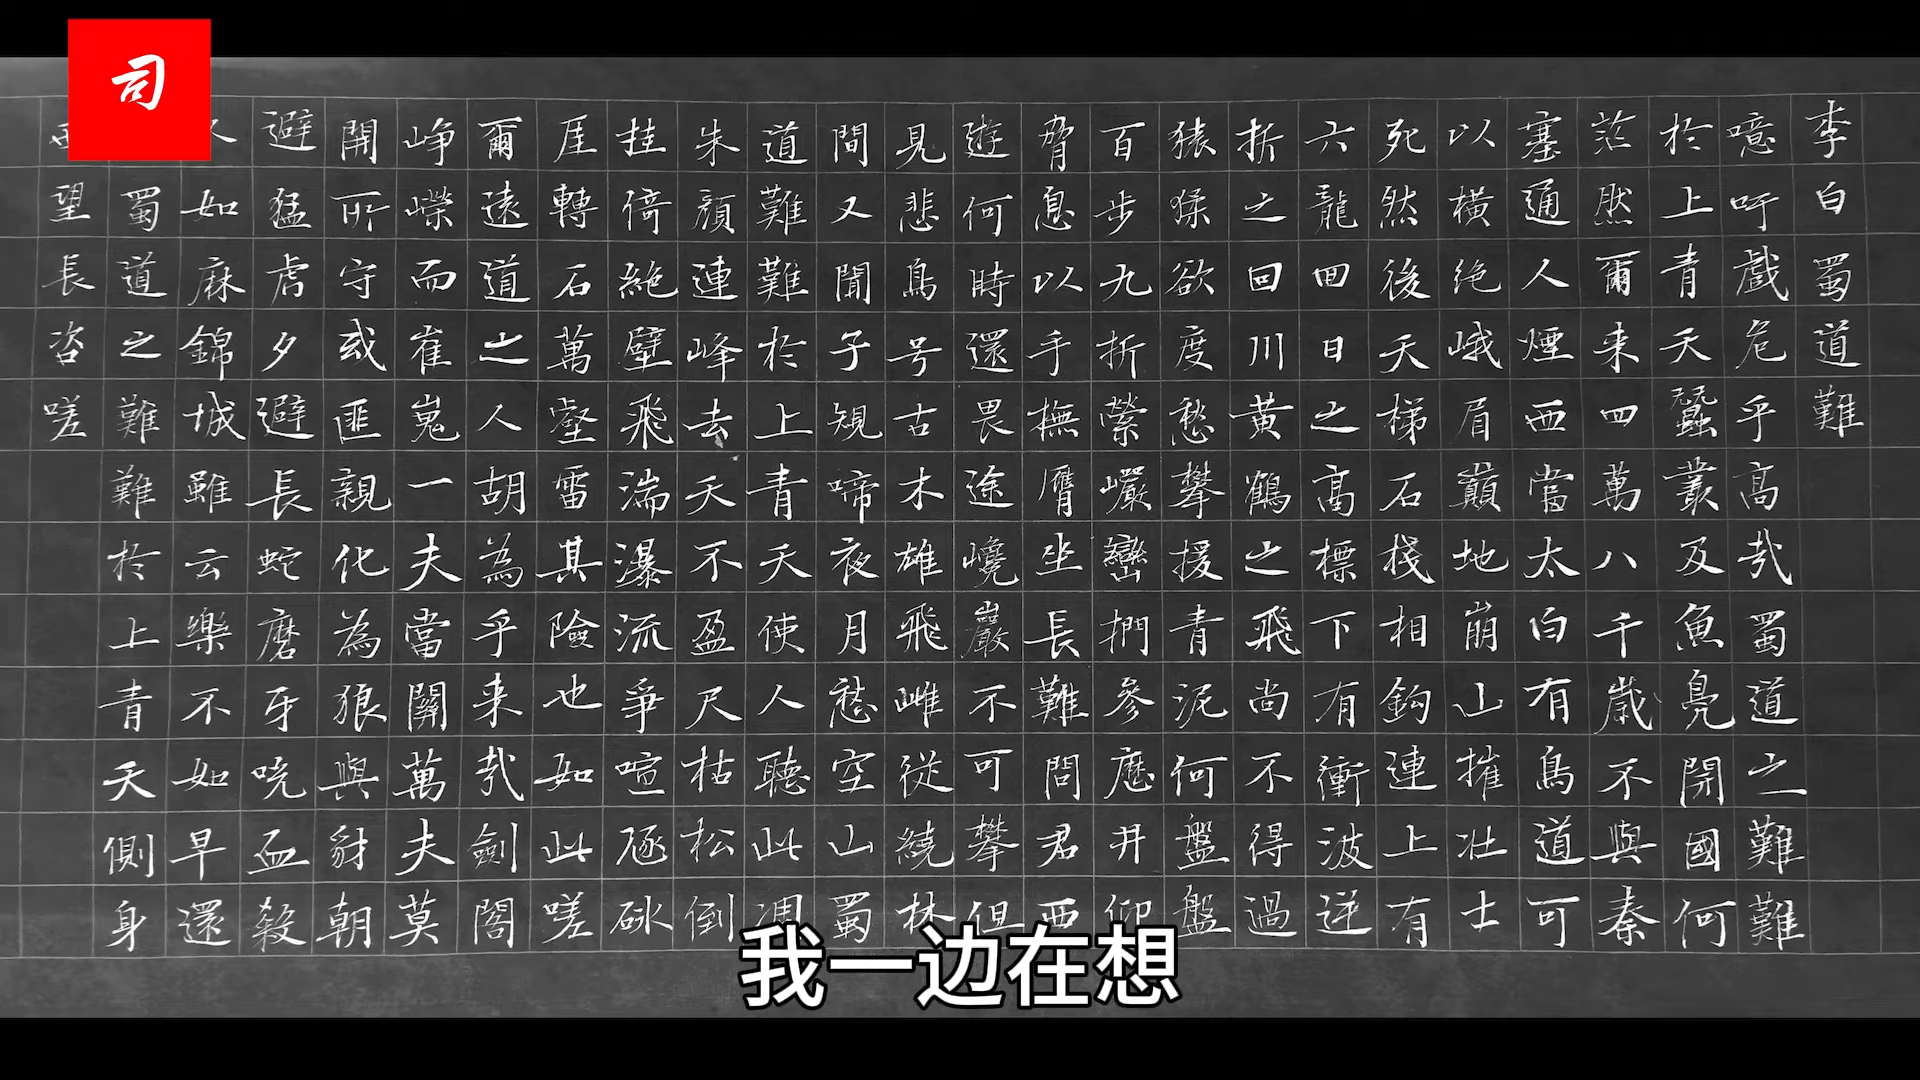 李白蜀道難
噫吁戲危乎高哉蜀道之難難
於上青天蠶叢及魚鳧開國何
茫然爾来四萬八千歲不與秦
塞通人煙西當太白有鳥道可
以横绝峨眉巔地崩山摧壯士
死然後天梯石棧相鈎連上有
六龍回日之高標下有衝波逆
折之回川黄鶴之飛尚不得過
猿猱欲度愁攀援青泥何盤盤
百步九折縈巖巒捫參歷井仰
脅息以手撫膺坐長難問君西
遊何時還畏途巉巖不可攀但
見悲鳥号古木雄飛雌從繞林
間又聞子規啼夜月愁空山蜀
道難難於上青天使人聽此凋
朱顔連峰去天不盈尺枯松倒
挂倚絶壁飛湍瀑流爭喧豗砯
厓轉石萬壑雷其險也如此嗟
爾遠道之人胡為乎来哉劍閣
崢嶸而崔嵬一夫當關萬夫莫
開所守或匪親化為狼與豺朝
避猛虎夕避長蛇磨牙吮血殺
人如麻錦城雖云樂不如早還
蜀道之難難於上青天側身
西望長咨嗟
司
我一边在想